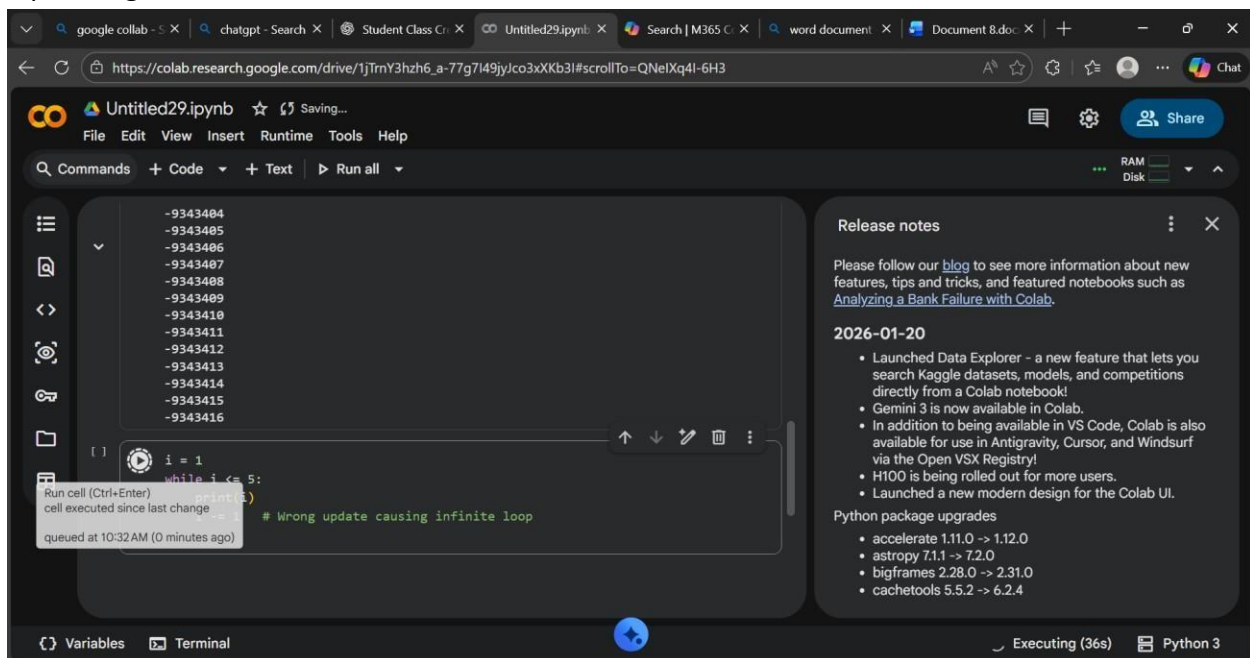 google collab - S
chatgpt - Search
Student Class Cr
Untitled29.ipynb
Search | M365 C
word document
Document 8.doc
https://colab.research.google.com/drive/1jTrnY3hzh6_a-77g7I49jyJco3xXKb3I#scrollTo=QNeIXq4I-6H3
Chat
Untitled29.ipynb Saving...
File Edit View Insert Runtime Tools Help
Share
Commands + Code + Text Run all
RAM
Disk
-9343404
-9343405
-9343406
-9343407
-9343408
-9343409
-9343410
-9343411
-9343412
-9343413
-9343414
-9343415
-9343416
[ ]
i = 1
while i <= 5:
print(i)
# Wrong update causing infinite loop
Run cell (Ctrl+Enter)
cell executed since last change
queued at 10:32 AM (0 minutes ago)
Release notes
Please follow our blog to see more information about new
features, tips and tricks, and featured notebooks such as
Analyzing a Bank Failure with Colab.
2026-01-20
• Launched Data Explorer - a new feature that lets you
search Kaggle datasets, models, and competitions
directly from a Colab notebook!
• Gemini 3 is now available in Colab.
• In addition to being available in VS Code, Colab is also
available for use in Antigravity, Cursor, and Windsurf
via the Open VSX Registry!
• H100 is being rolled out for more users.
• Launched a new modern design for the Colab UI.
Python package upgrades
• accelerate 1.11.0 -> 1.12.0
• astropy 7.1.1 -> 7.2.0
• bigframes 2.28.0 -> 2.31.0
• cachetools 5.5.2 -> 6.2.4
Variables Terminal
Executing (36s) Python 3